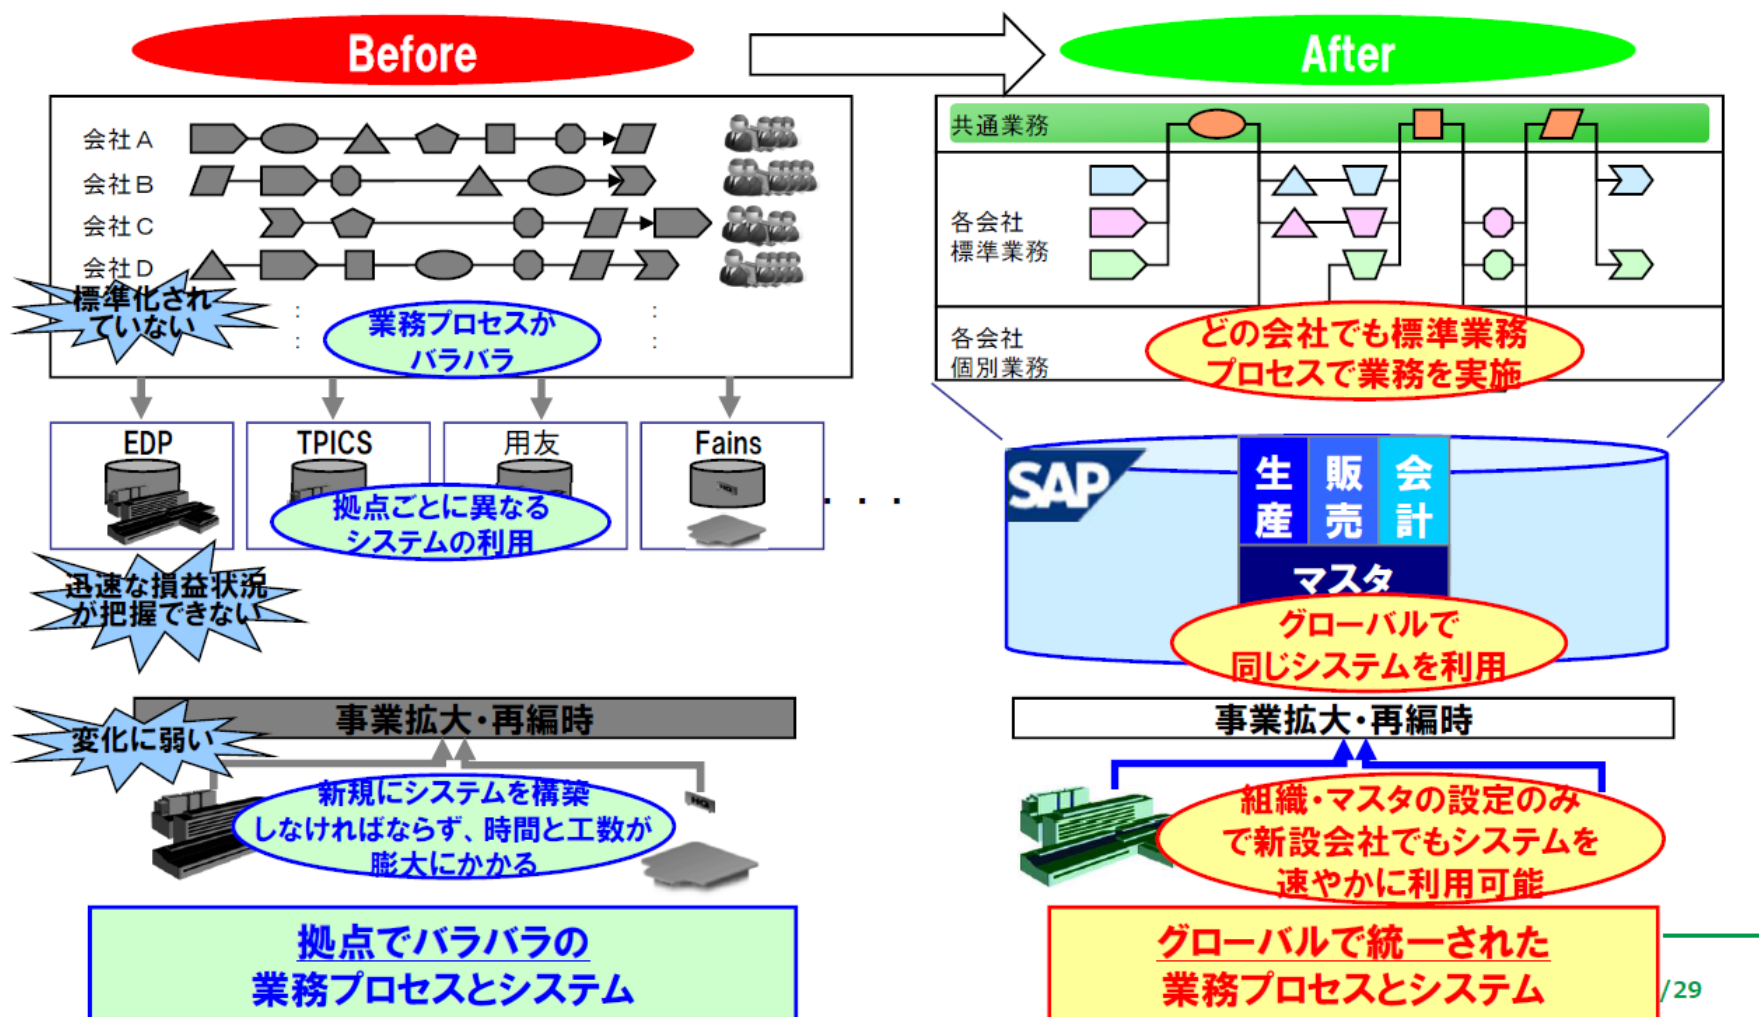 Before
After
会社A
会社B
会社C
会社D
標準化され
ていない
:
:
:
:
業務プロセスが
バラバラ
EDP
TPICS
用友
Fains
HQ
・・・
拠点ごとに異なる
システムの利用
迅速な損益状況
が把握できない
事業拡大・再編時
変化に弱い
新規にシステムを構築
しなければならず、時間と工数が
膨大にかかる
HQ
拠点でバラバラの
業務プロセスとシステム
共通業務
各会社
標準業務
各会社
個別業務
どの会社でも標準業務
プロセスで業務を実施
SAP
生産
販売
会計
マスタ
グローバルで
同じシステムを利用
事業拡大・再編時
組織・マスタの設定のみ
で新設会社でもシステムを
速やかに利用可能
グローバルで統一された
業務プロセスとシステム
/29